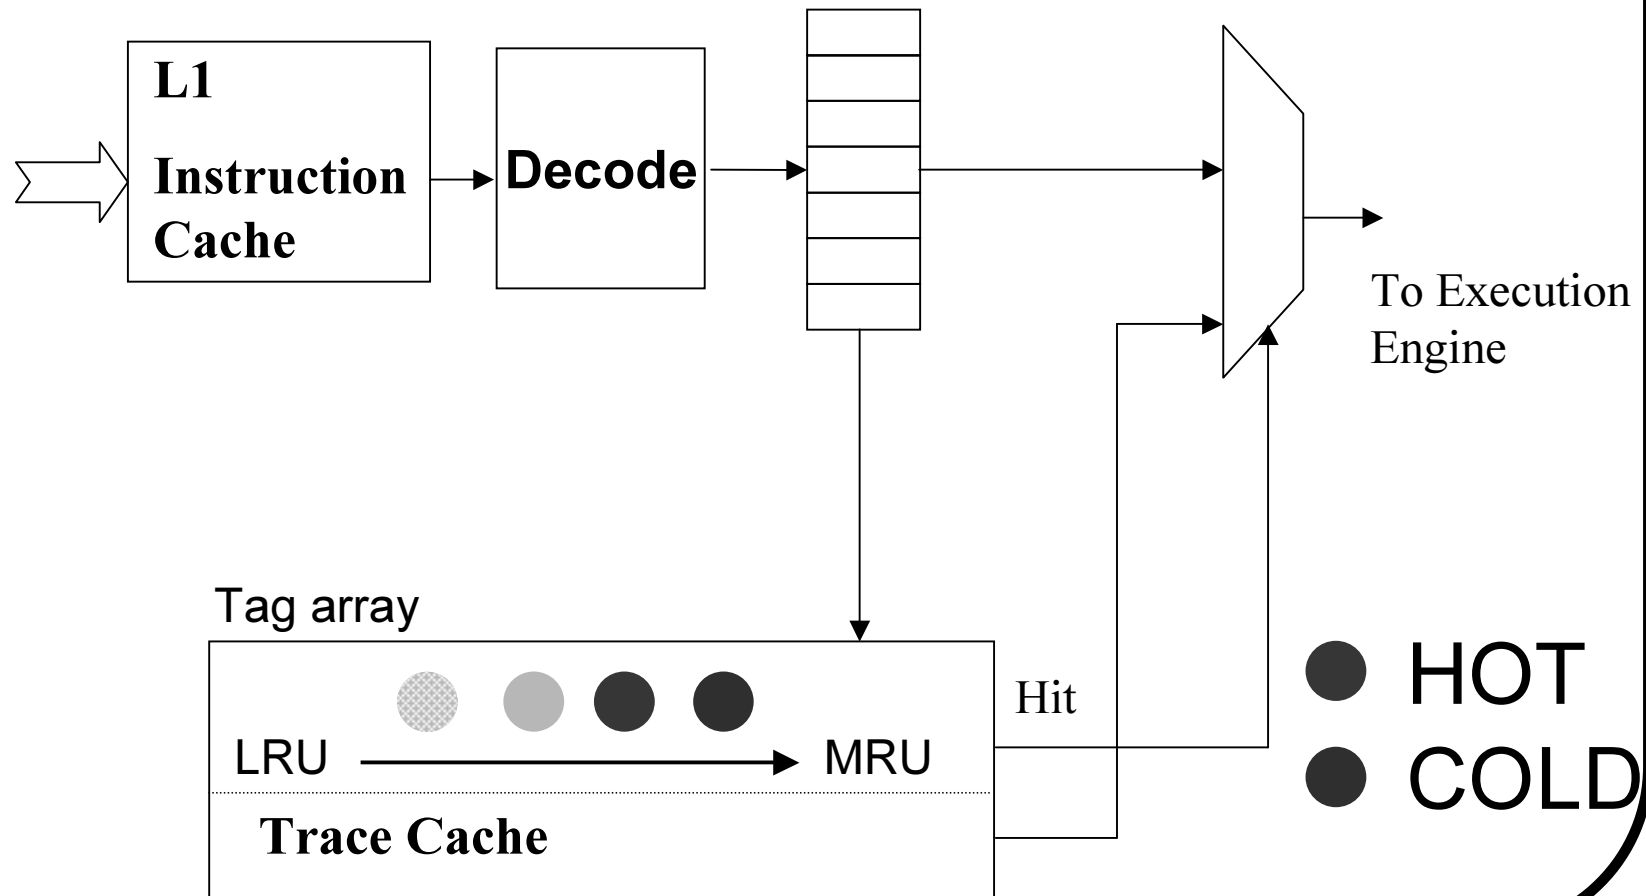 L1
Instruction
Cache
Decode
To Execution
Engine
Tag array
Hit
LRU
MRU
Trace Cache
HOT
COLD